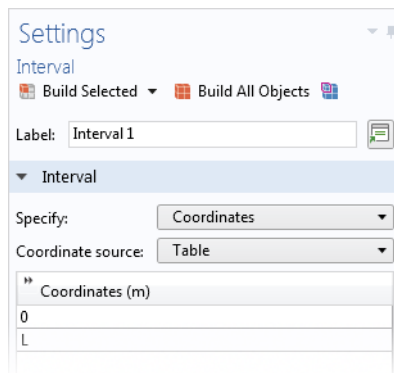 Settings
Interval
Build Selected Build All Objects
Label: Interval 1
Interval
Specify: Coordinates
Coordinate source: Table
Coordinates (m)
0
L